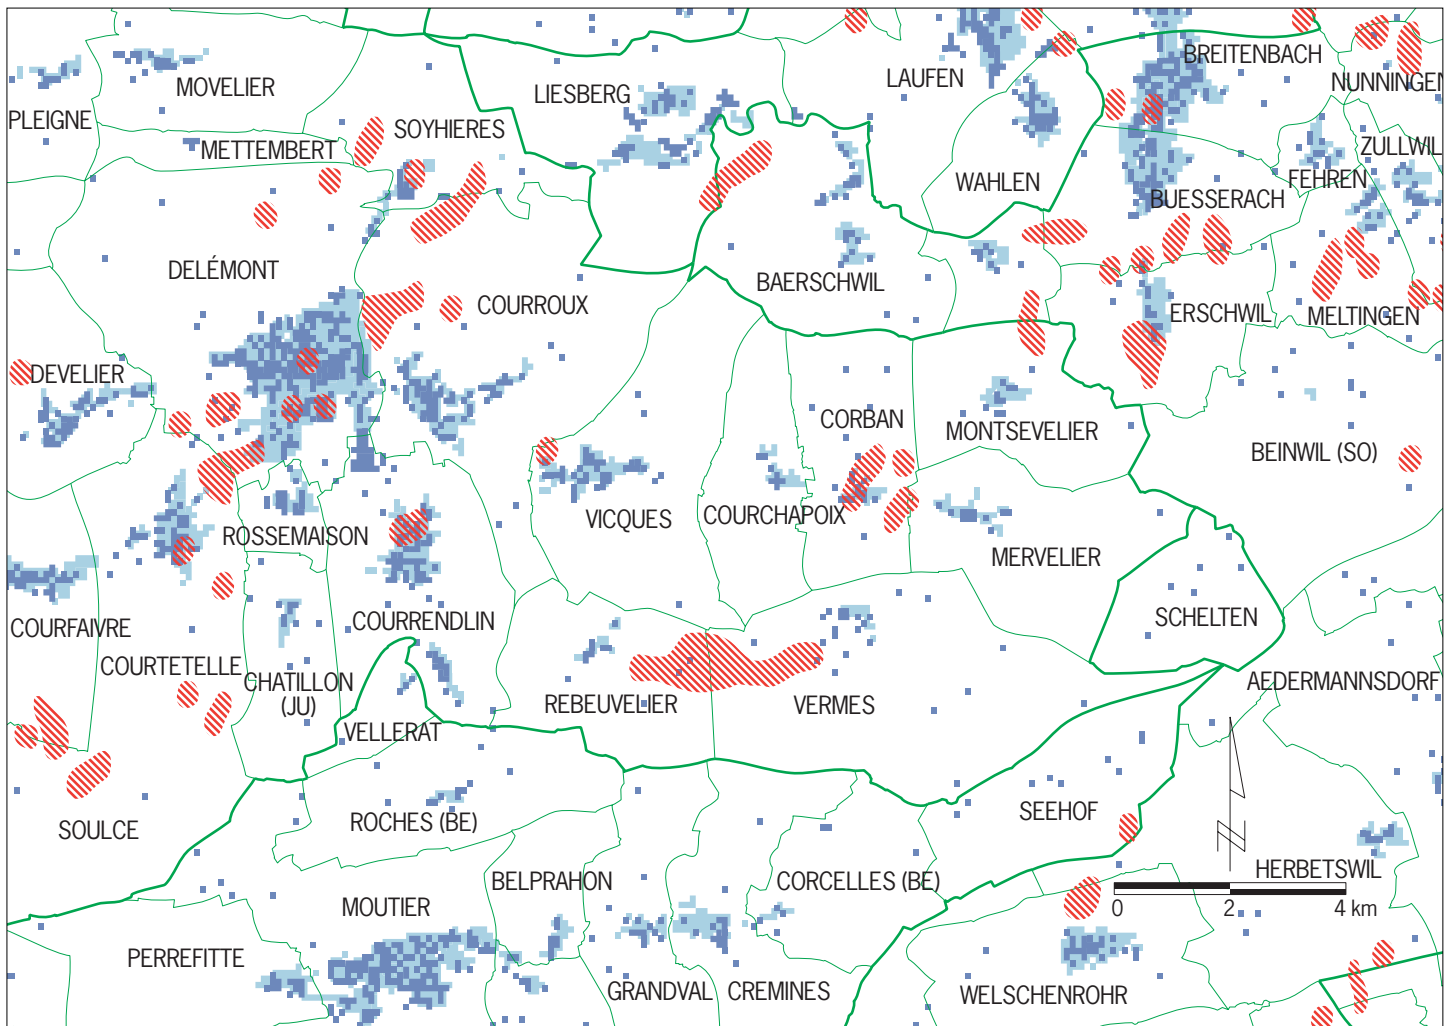 BREITENBACH
MOVELIER
LAUFEN
NUNNINGEN
LIESBERG
PLEIGNE
SOYHIERES
METTEMBERT
ZULLWIL
FEHREN
WAHLEN
BUESSERACH
DELÉMONT
BAERSCHWIL
COURROUX
ERSCHWIL
MELTINGEN
DEVELIER
CORBAN
MONTSEVELIER
BEINWIL (SO)
VICQUES
COURCHAPOIX
ROSSEMAISON
MERVELIER
SCHELTEN
COURFAIVRE
COURRENDLIN
COURTETELLE
CHATILLON
(JU)
AEDERMANNSDORF
REBEUVELIER
VERMES
VELLERAT
SEEHOF
SOULCE
ROCHES (BE)
HERBETSWIL
BELPRAHON
CORCELLES (BE)
MOUTIER
0 2 4 km
PERREFITTE
GRANDVAL
CREMINES
WELSCHENROHR